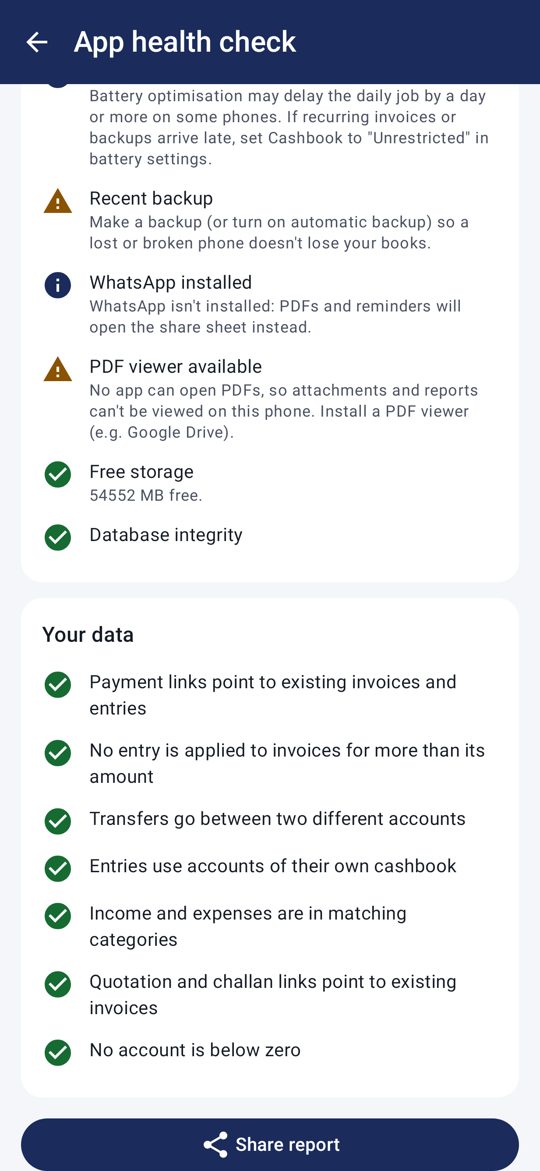 App health check
Battery optimisation may delay the daily job by a day
or more on some phones. If recurring invoices or
backups arrive late, set Cashbook to "Unrestricted" in
battery settings.
Recent backup
Make a backup (or turn on automatic backup) so a
lost or broken phone doesn't lose your books.
WhatsApp installed
WhatsApp isn't installed: PDFs and reminders will
open the share sheet instead.
PDF viewer available
No app can open PDFs, so attachments and reports
can't be viewed on this phone. Install a PDF viewer
(e.g. Google Drive).
Free storage
54552 MB free.
Database integrity
Your data
Payment links point to existing invoices and
entries
No entry is applied to invoices for more than its
amount
Transfers go between two different accounts
Entries use accounts of their own cashbook
Income and expenses are in matching
categories
Quotation and challan links point to existing
invoices
No account is below zero
Share report